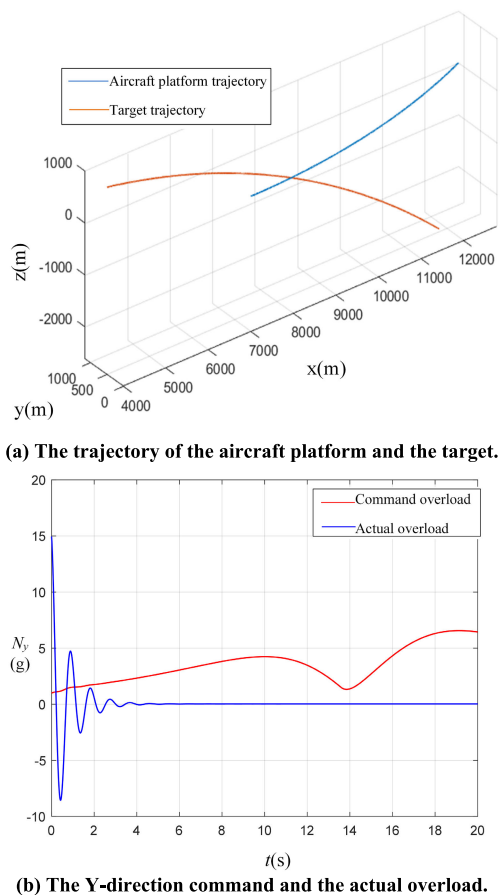 Aircraft platform trajectory
Target trajectory
1000
0
-1000
-2000
z(m)
1000
500
0
y(m)
4000
5000
6000
7000
8000
9000
10000
11000
12000
x(m)
(a) The trajectory of the aircraft platform and the target.
20
15
10
5
0
-5
-10
Ny
(g)
Command overload
Actual overload
0 2 4 6 8 10 12 14 16 18 20
t(s)
(b) The Y-direction command and the actual overload.